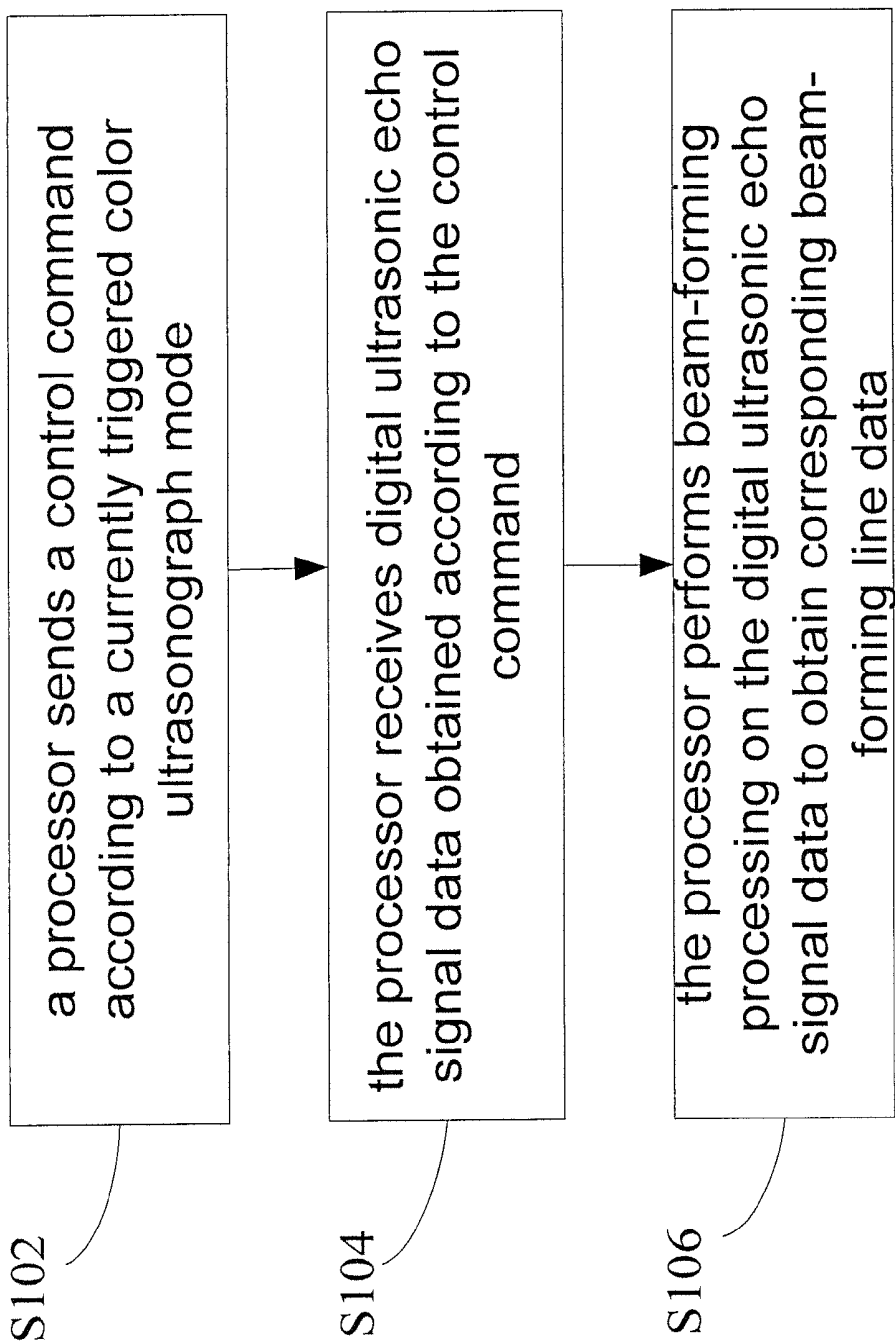 S102
a processor sends a control command
according to a currently triggered color
ultrasonograph mode
S104
the processor receives digital ultrasonic echo
signal data obtained according to the control
command
S106
the processor performs beam-forming
processing on the digital ultrasonic echo
signal data to obtain corresponding beam-
forming line data